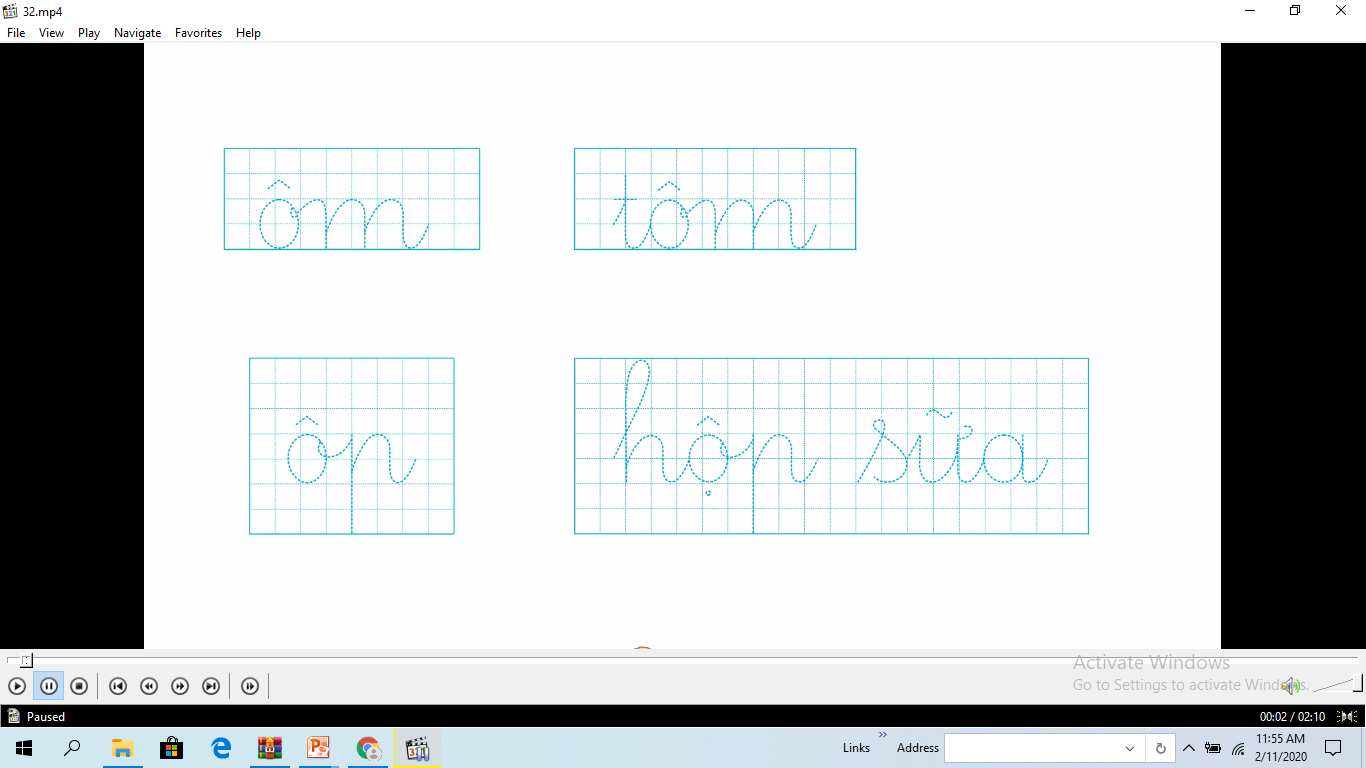 32.mp4
File View Play Navigate Favorites Help
ôm tôm
ôp hộp sữa
Activate Windows
Go to Settings to activate Windows.
Paused 00:02 / 02:10
Links Address 11:55 AM
2/11/2020